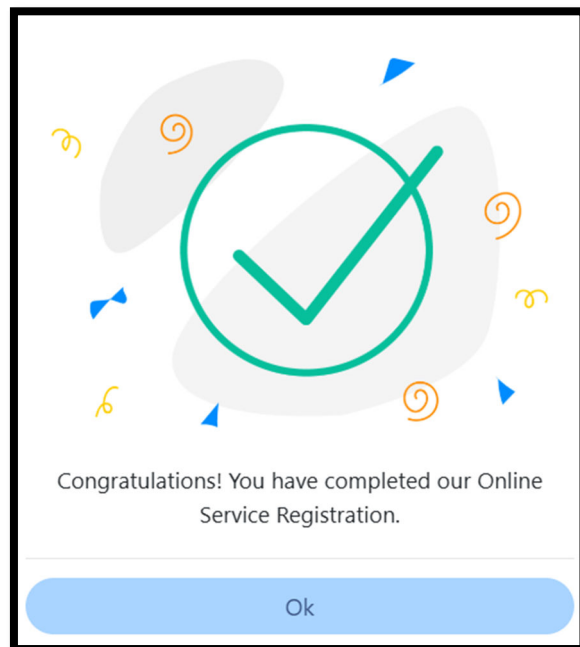 Congratulations! You have completed our Online
Service Registration.
Ok